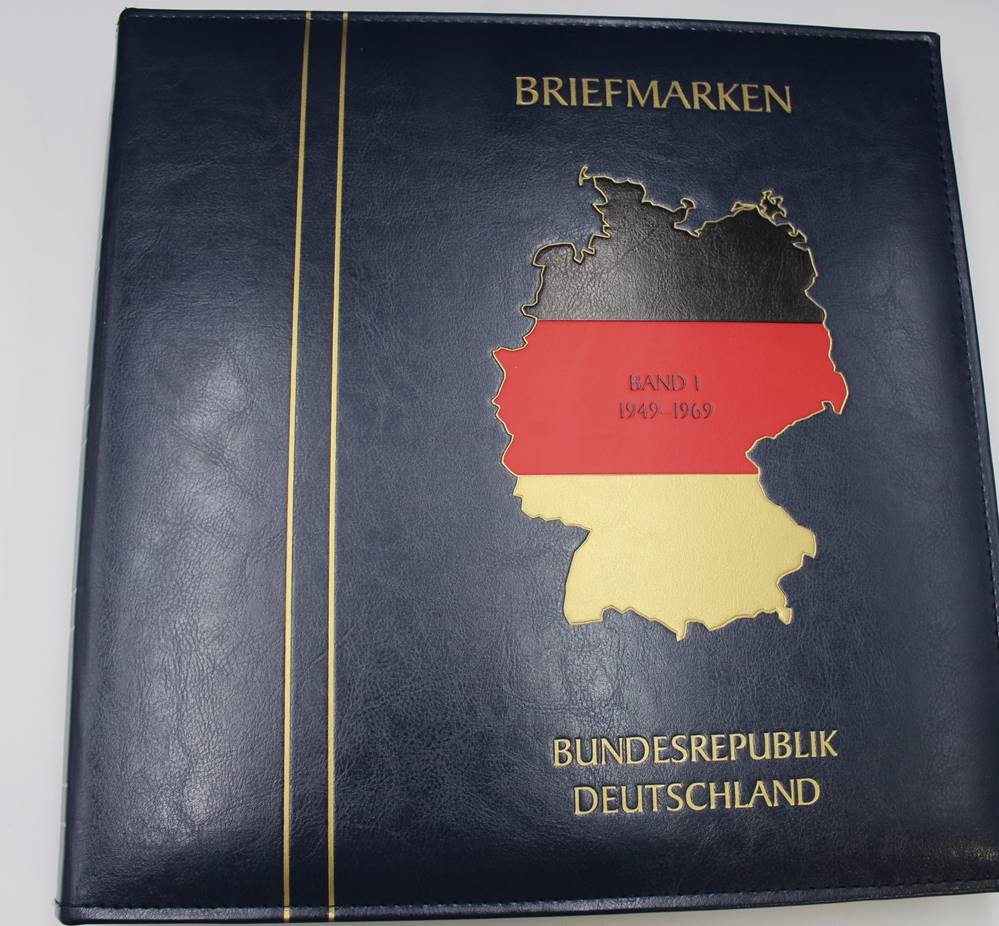 BRIEFMARKEN
BAND I
1949–1969
BUNDESREPUBLIK
DEUTSCHLAND